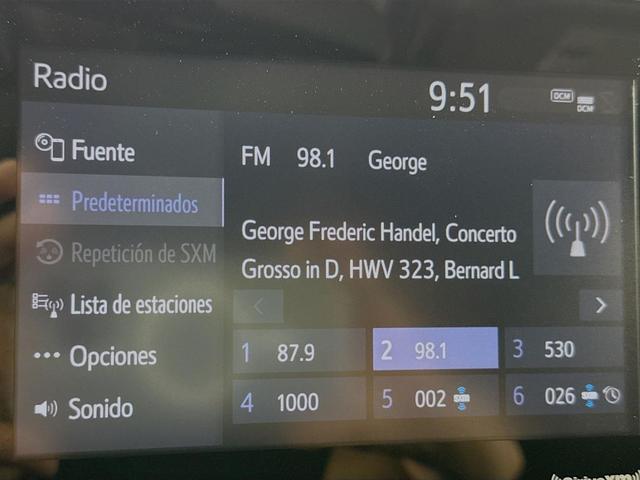 Radio
9:51
DCM
DCM
Fuente
FM 98.1 George
Predeterminados
George Frederic Handel, Concerto
Grosso in D, HWV 323, Bernard L
Repetición de SXM
Lista de estaciones
Opciones
Sonido
1 87.9
2 98.1
3 530
4 1000
5 002
6 026
SiriusXM